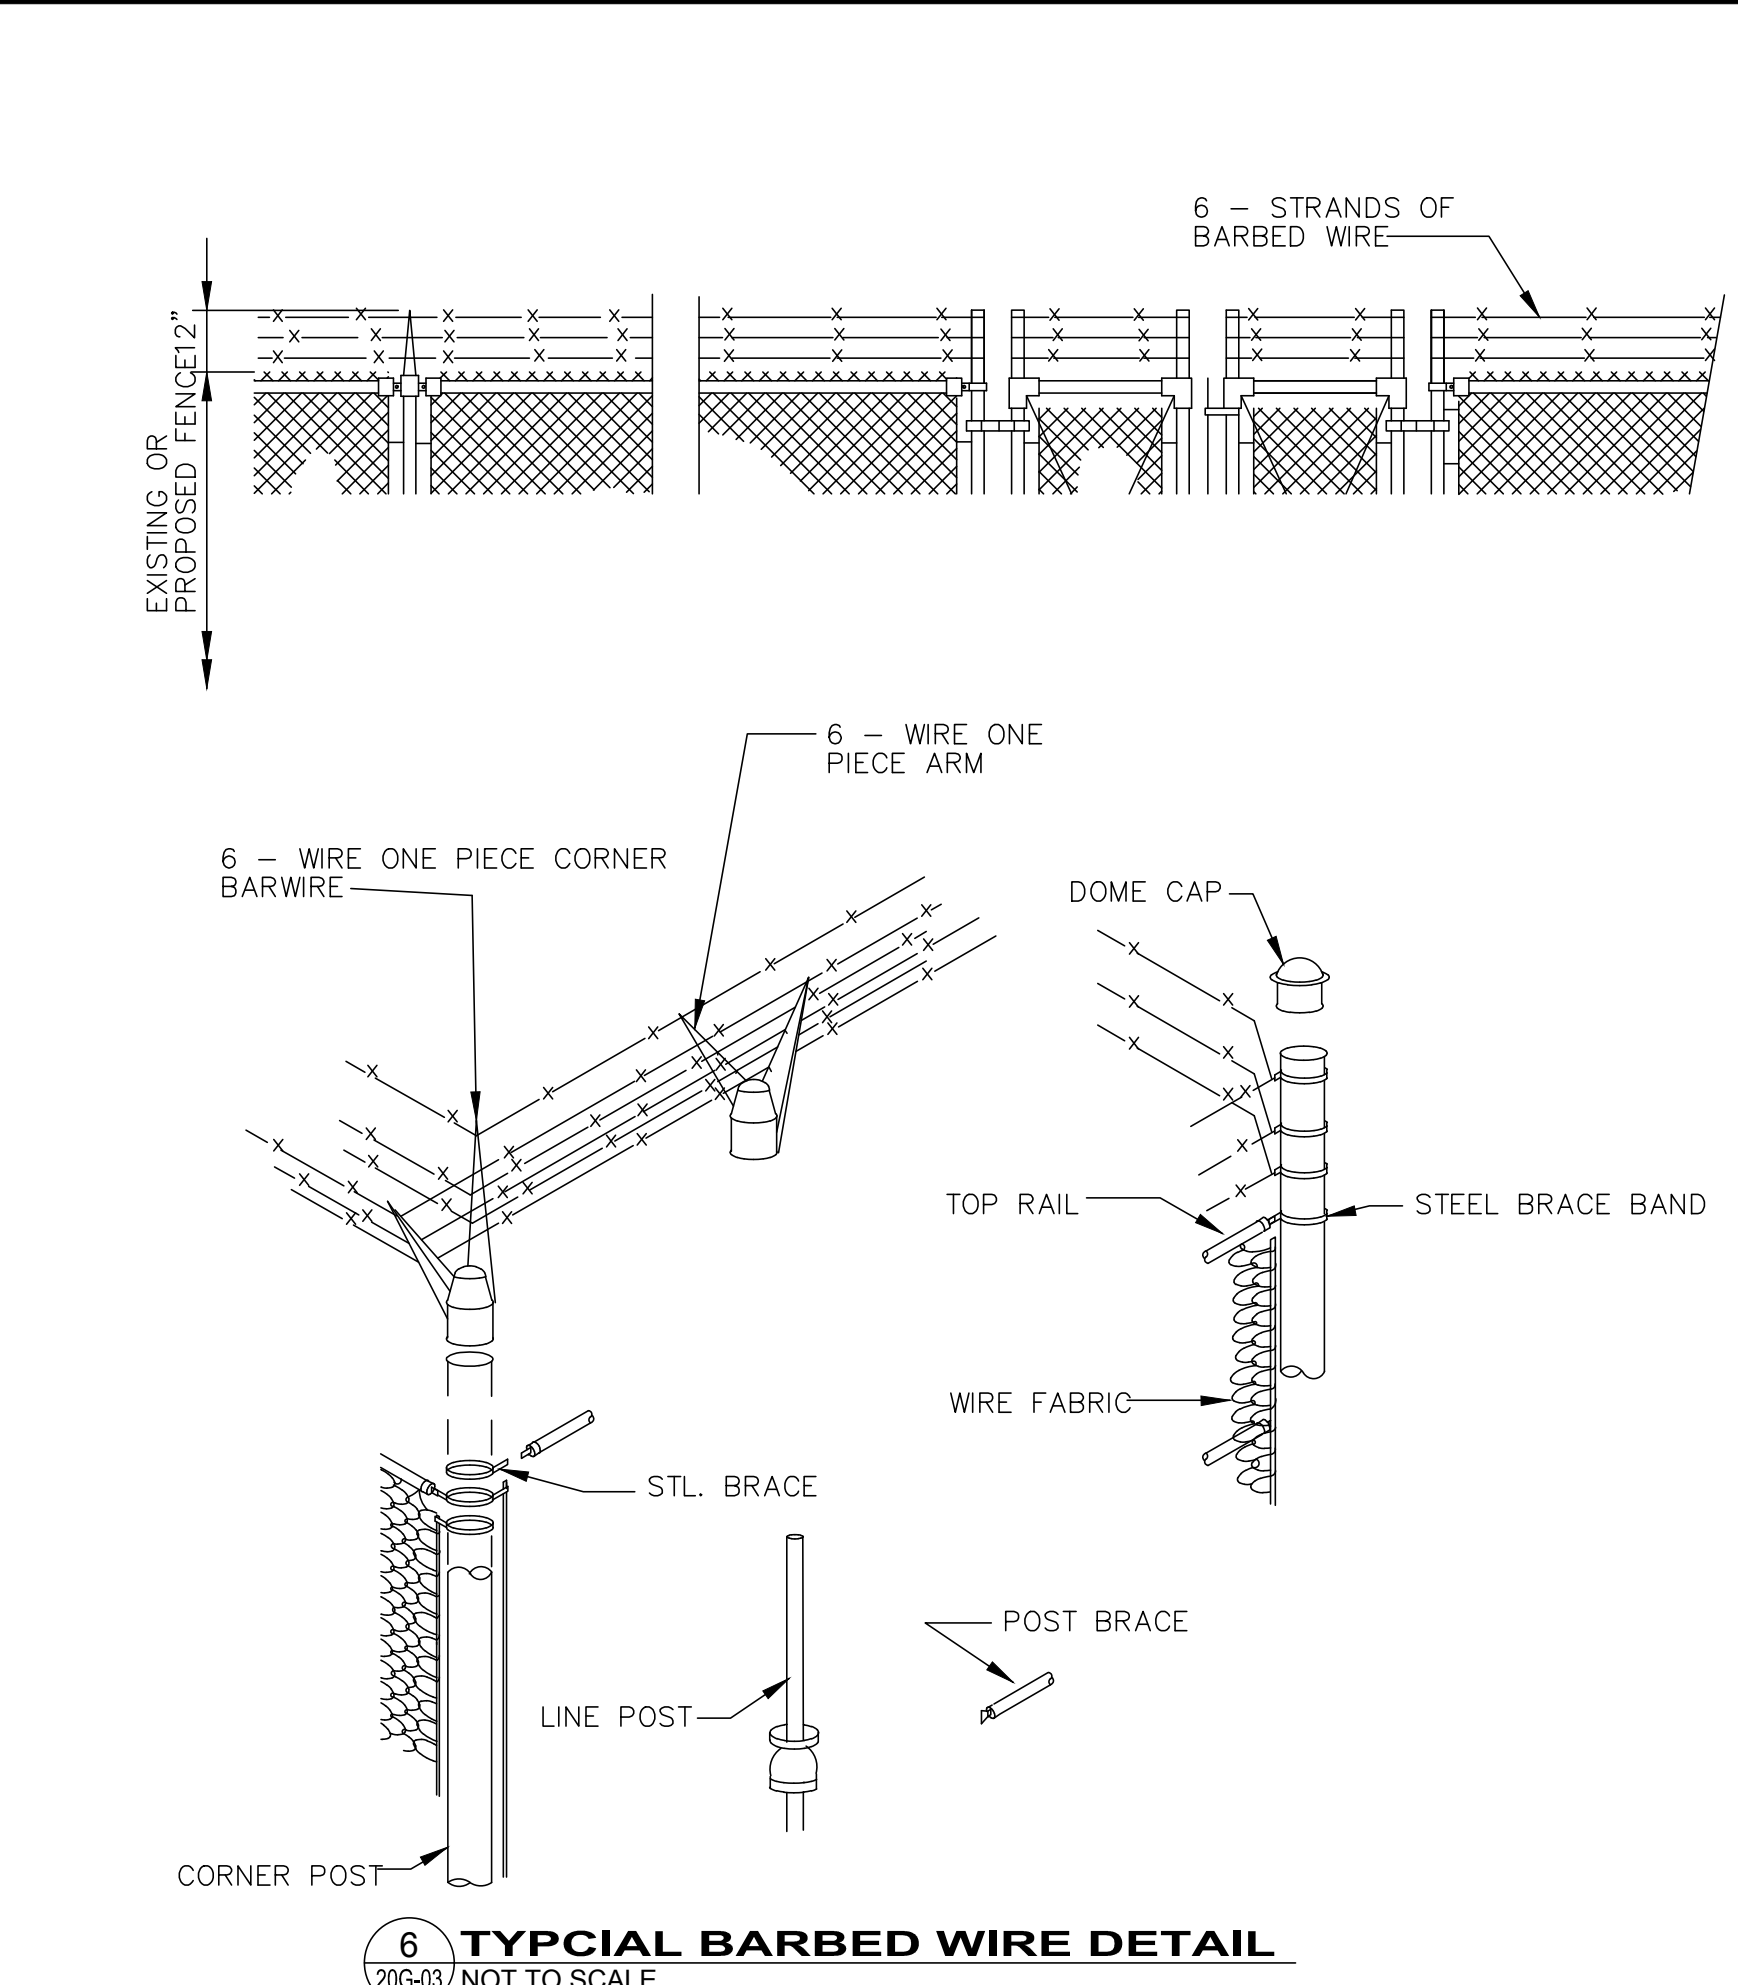 6 – STRANDS OF
BARBED WIRE
12"
EXISTING OR
PROPOSED FENCE
6 – WIRE ONE
PIECE ARM
6 – WIRE ONE PIECE CORNER
BARWIRE
DOME CAP
TOP RAIL
STEEL BRACE BAND
WIRE FABRIC
STL. BRACE
POST BRACE
LINE POST
CORNER POST
6
TYPCIAL BARBED WIRE DETAIL
20G-03
NOT TO SCALE